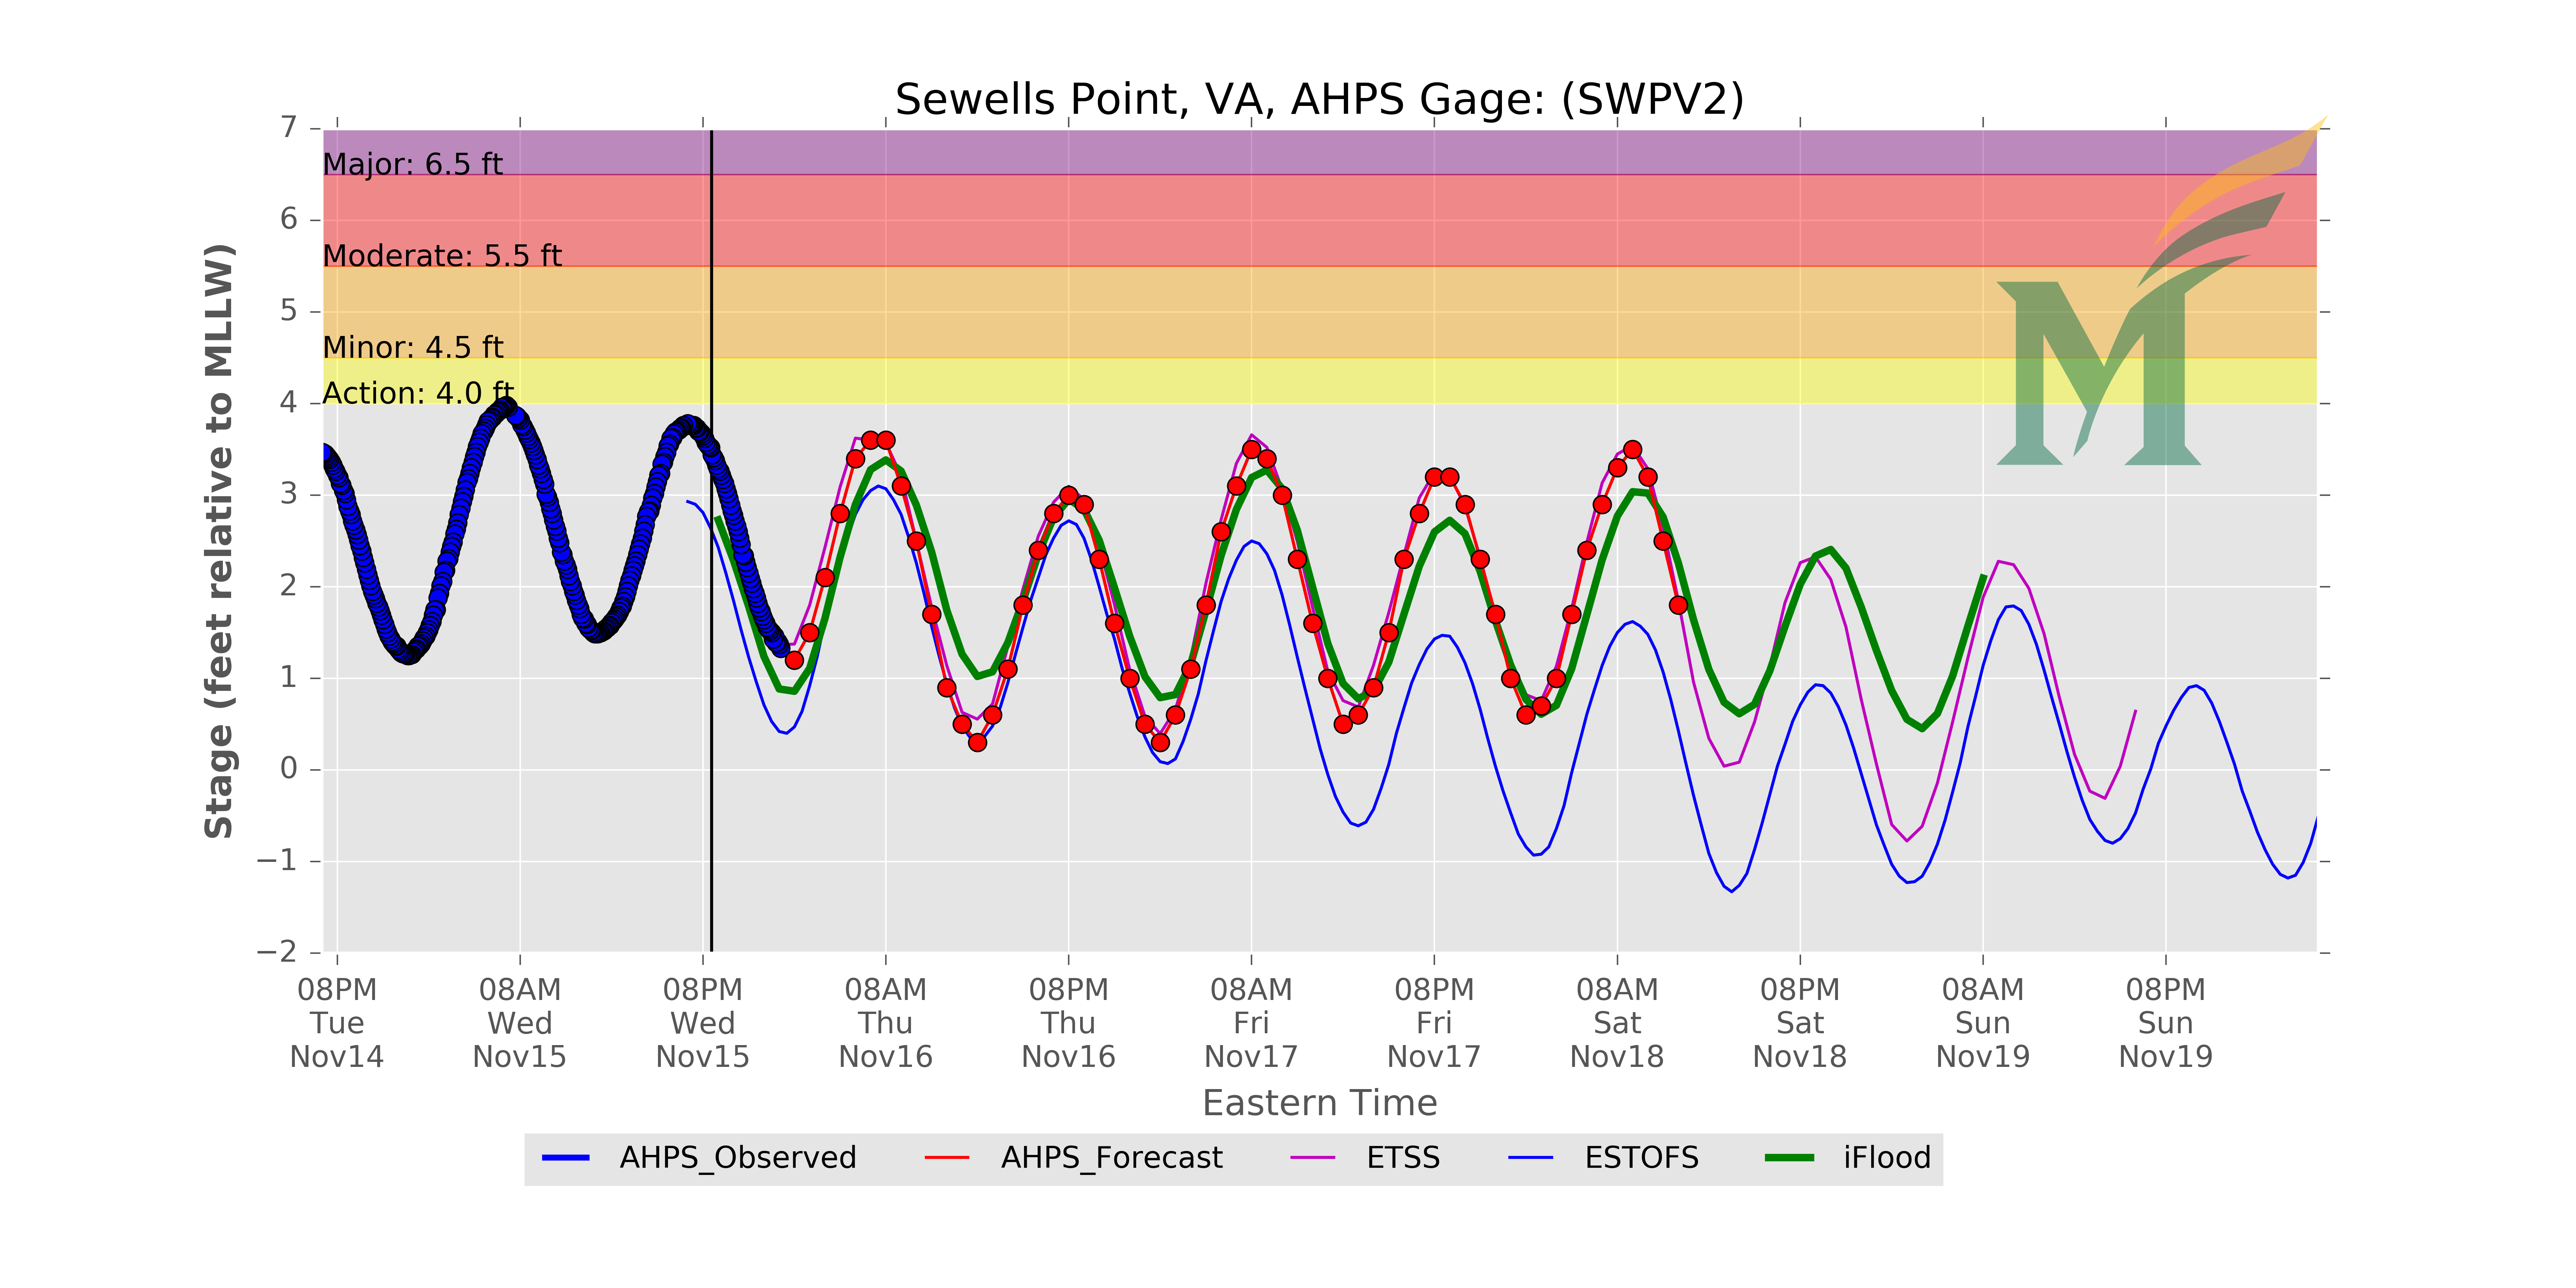 Sewells Point, VA, AHPS Gage: (SWPV2)
7
6
5
4
3
2
1
0
−1
−2
Stage (feet relative to MLLW)
Major: 6.5 ft
Moderate: 5.5 ft
Minor: 4.5 ft
Action: 4.0 ft
M
08PM 08AM 08PM 08AM 08PM 08AM 08PM 08AM 08PM 08AM 08PM
Tue Wed Wed Thu Thu Fri Fri Sat Sat Sun Sun
Nov14 Nov15 Nov15 Nov16 Nov16 Nov17 Nov17 Nov18 Nov18 Nov19 Nov19
Eastern Time
AHPS_Observed AHPS_Forecast ETSS ESTOFS iFlood